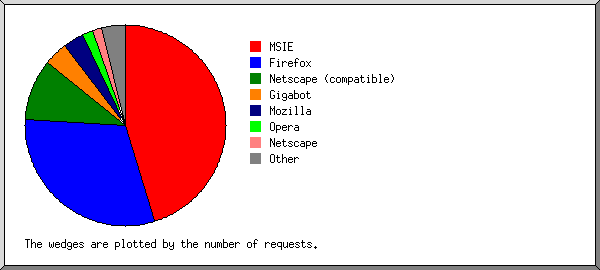 MSIE
Firefox
Netscape (compatible)
Gigabot
Mozilla
Opera
Netscape
Other
The wedges are plotted by the number of requests.